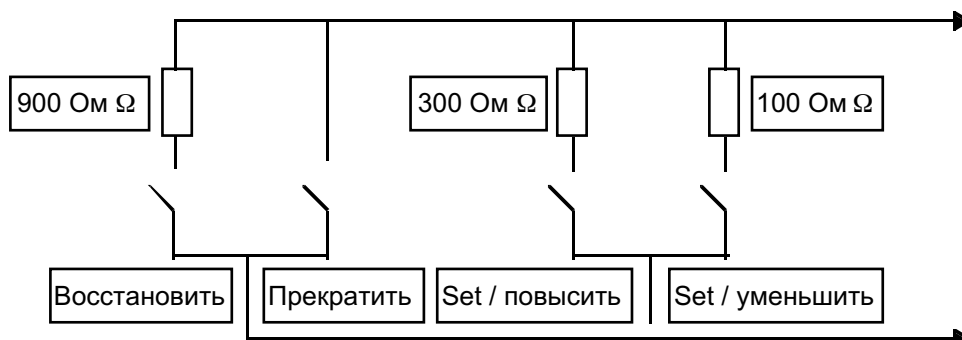 900 Ом Ω
300 Ом Ω
100 Ом Ω
Восстановить
Прекратить
Set / повысить
Set / уменьшить